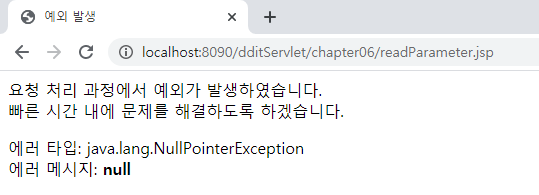 예외 발생
localhost:8090/dditServlet/chapter06/readParameter.jsp
요청 처리 과정에서 예외가 발생하였습니다.
빠른 시간 내에 문제를 해결하도록 하겠습니다.
에러 타입: java.lang.NullPointerException
에러 메시지: null